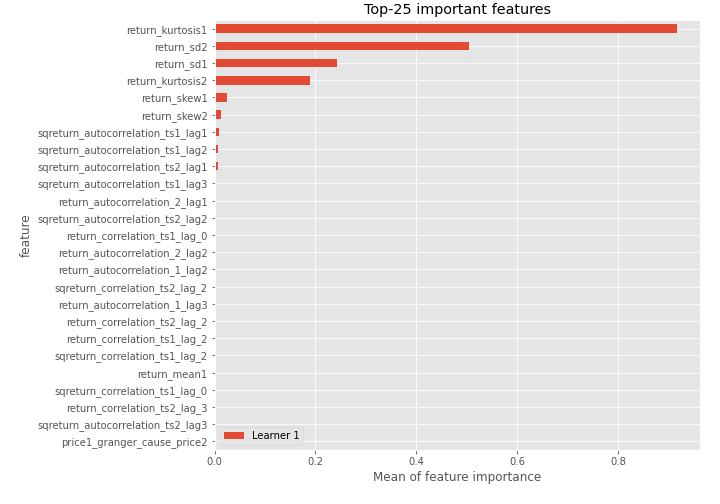 Top-25 important features
return_kurtosis1
return_sd2
return_sd1
return_kurtosis2
return_skew1
return_skew2
sqreturn_autocorrelation_ts1_lag1
sqreturn_autocorrelation_ts1_lag2
sqreturn_autocorrelation_ts2_lag1
sqreturn_autocorrelation_ts1_lag3
return_autocorrelation_2_lag1
sqreturn_autocorrelation_ts2_lag2
return_correlation_ts1_lag_0
return_autocorrelation_2_lag2
return_autocorrelation_1_lag2
sqreturn_correlation_ts2_lag_2
return_autocorrelation_1_lag3
return_correlation_ts2_lag_2
return_correlation_ts1_lag_2
sqreturn_correlation_ts1_lag_2
return_mean1
sqreturn_correlation_ts1_lag_0
return_correlation_ts2_lag_3
sqreturn_autocorrelation_ts2_lag3
price1_granger_cause_price2
feature
Learner 1
0.0 0.2 0.4 0.6 0.8
Mean of feature importance